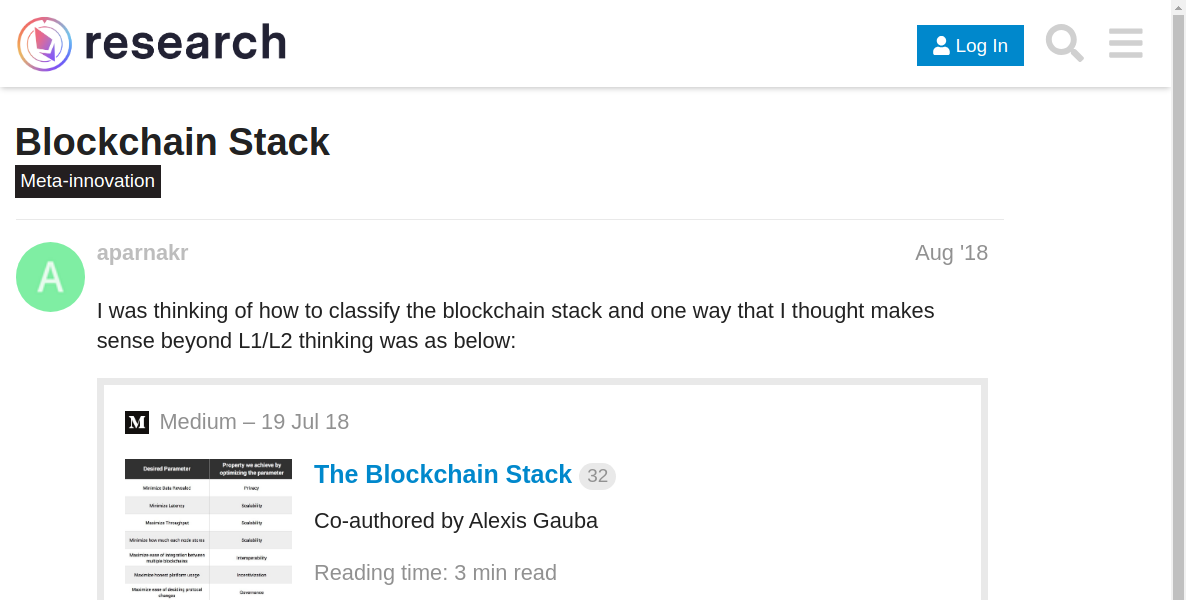 research
Log In
Blockchain Stack
Meta-innovation
A
aparnakr
Aug '18
I was thinking of how to classify the blockchain stack and one way that I thought makes
sense beyond L1/L2 thinking was as below:
M Medium – 19 Jul 18
Desired Parameter
Property we achieve by
optimizing the parameter
Minimize Data Revealed
Privacy
Minimize Latency
Scalability
Maximize Throughput
Scalability
Minimize how much each node stores
Scalability
Maximize ease of integration between
multiple blockchains
Interoperability
Maximize honest platform usage
Incentivization
Maximize ease of deciding protocol
changes
Governance
The Blockchain Stack 32
Co-authored by Alexis Gauba
Reading time: 3 min read